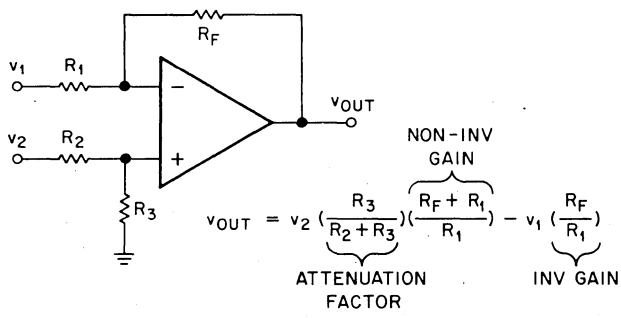 R_F
v_1 R_1
−
v_OUT
v_2 R_2
+
R_3
NON-INV
GAIN
v_OUT = v_2 (R_3 / (R_2 + R_3)) ((R_F + R_1) / R_1) − v_1 (R_F / R_1)
ATTENUATION
FACTOR
INV GAIN